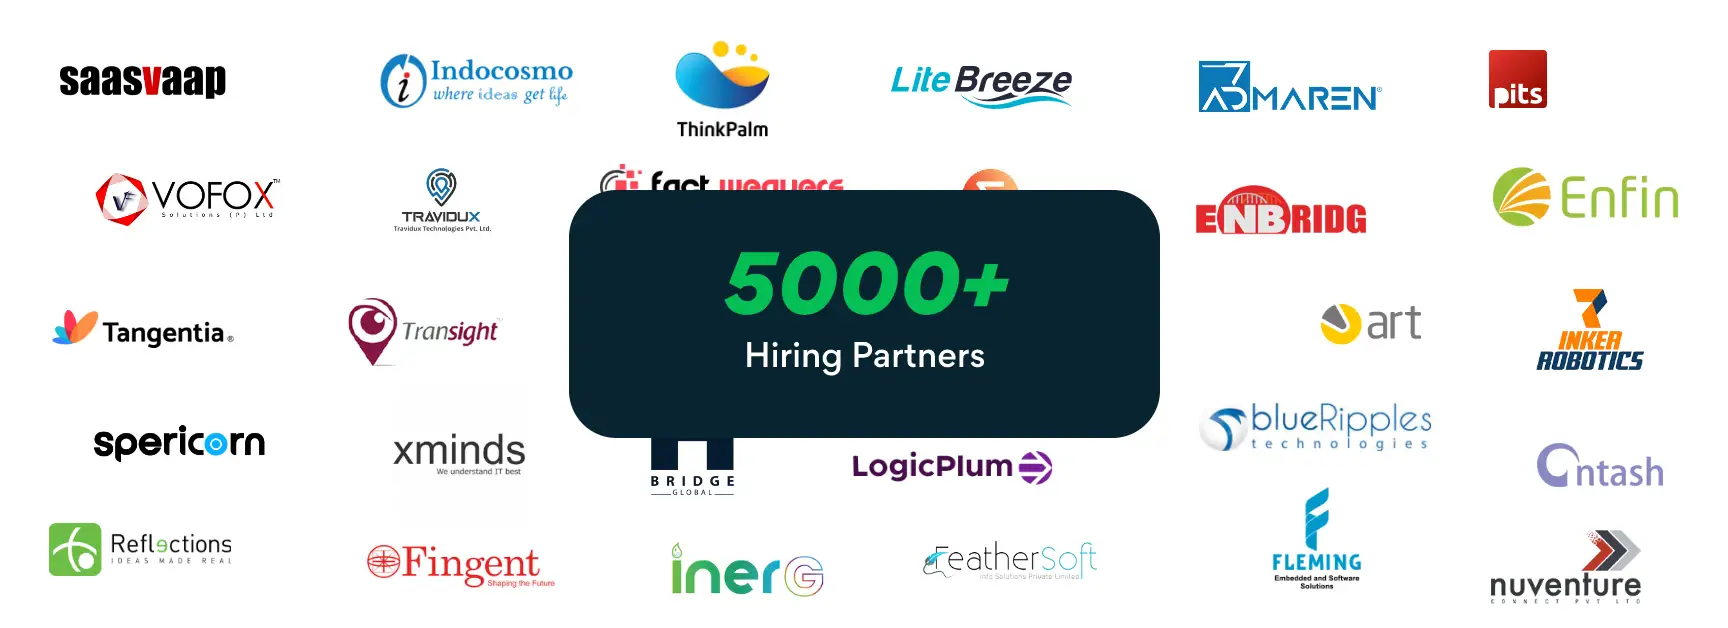 saasvaap
Indocosmo
where ideas get life
ThinkPalm
Lite Breeze
A3MAREN®
pits
VOFOX™
Solutions (P) Ltd
TRAVIDUX
Travidux Technologies Pvt. Ltd.
fact weavers
ENBRIDG
Enfin
5000+
Hiring Partners
Tangentia®
Transight™
art
INKER
ROBOTICS
spericorn
xminds
We understand IT best
BRIDGE
GLOBAL
LogicPlum
blueRipples
technologies
Ontash
Reflections
IDEAS MADE REAL
Fingent
Shaping the Future
inerG
FeatherSoft
Info Solutions Private Limited
FLEMING
Embedded and Software
Solutions
nuventure
CONNECT PVT LTD